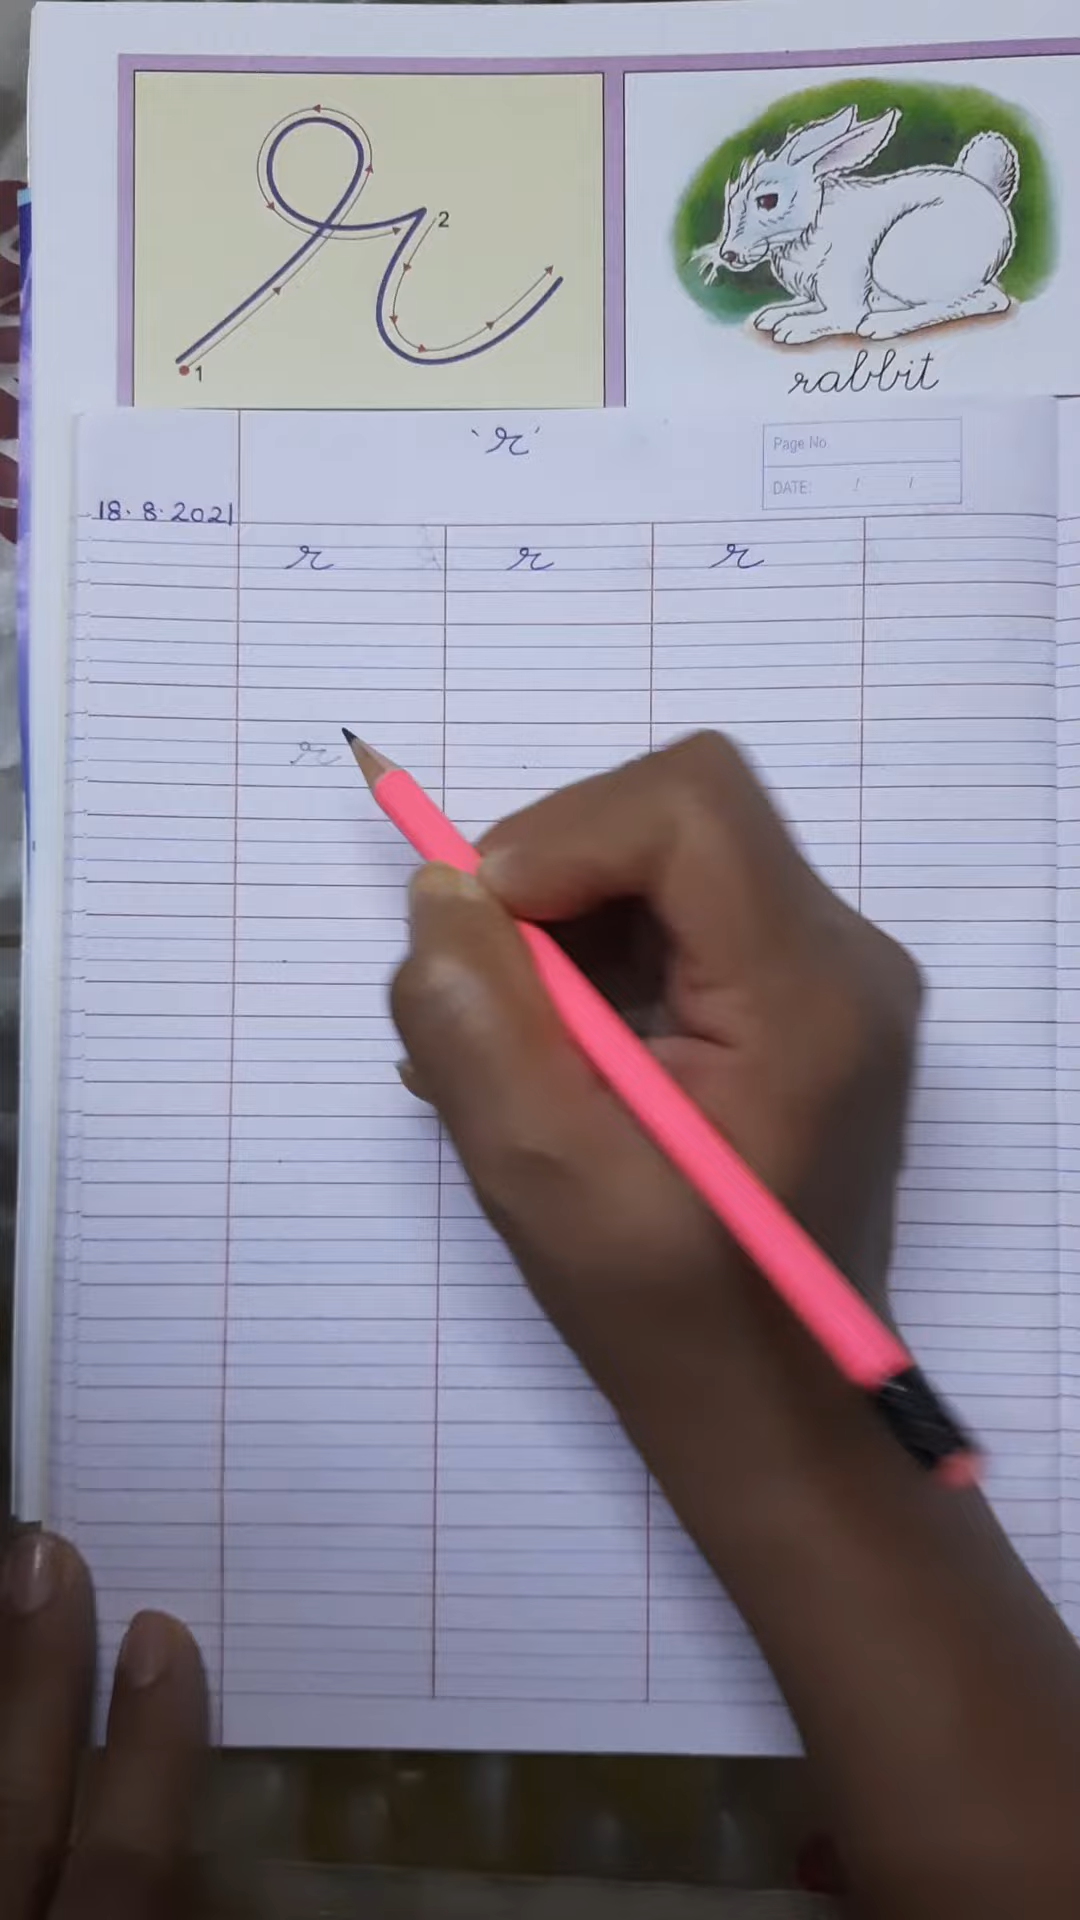 2
1
rabbit
'r'
Page No.
DATE: / /
18.8.2021
r r r
r